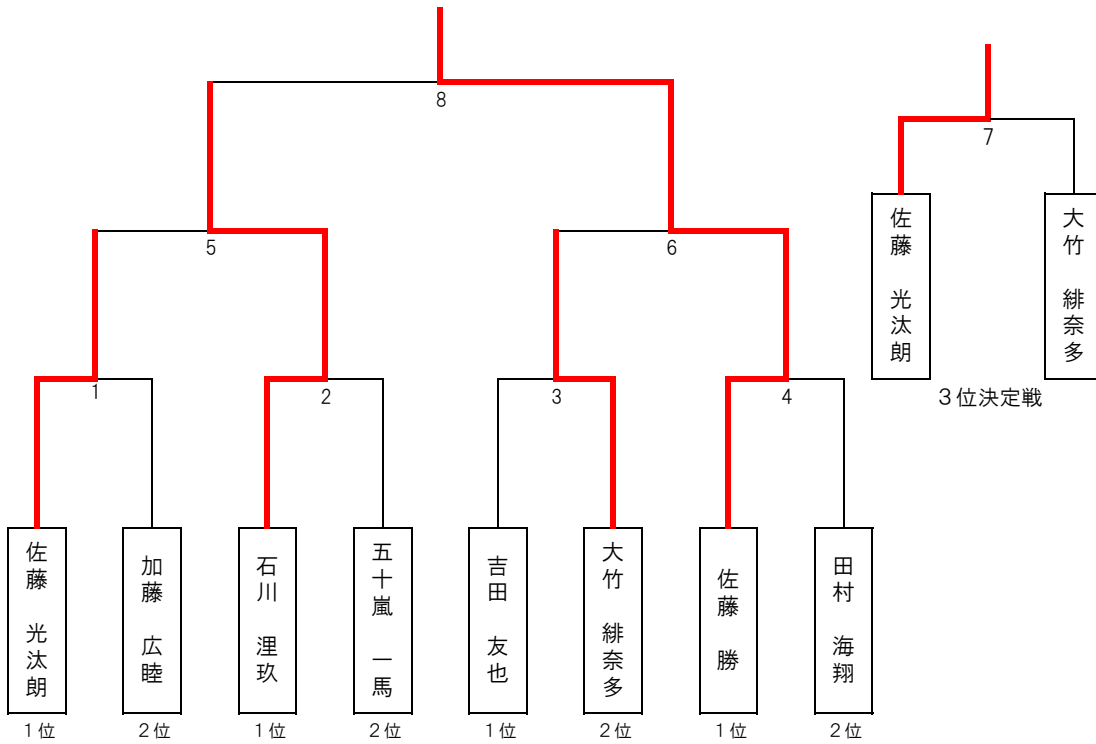 8
7
佐藤 光汰朗
大竹 緋奈多
3位決定戦
5
6
1
2
3
4
佐藤 光汰朗
加藤 広睦
石川 浬玖
五十嵐 一馬
吉田 友也
大竹 緋奈多
佐藤 勝
田村 海翔
1位
2位
1位
2位
1位
2位
1位
2位